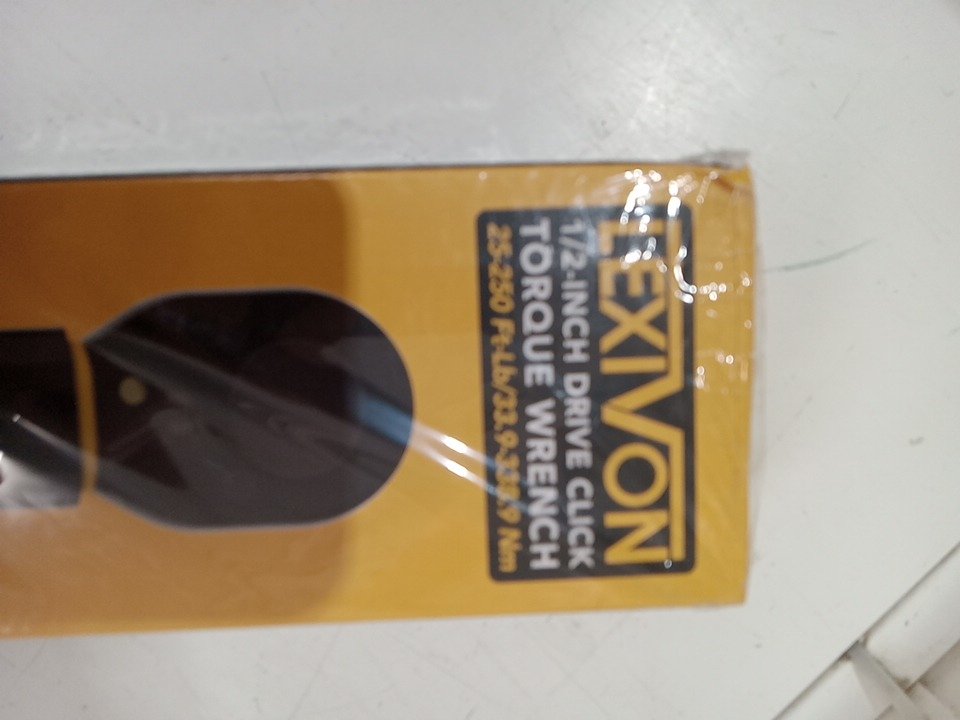 LEXIVON
1/2-INCH DRIVE CLICK
TORQUE WRENCH
25-250 Ft-Lb/33.9-338.9 Nm